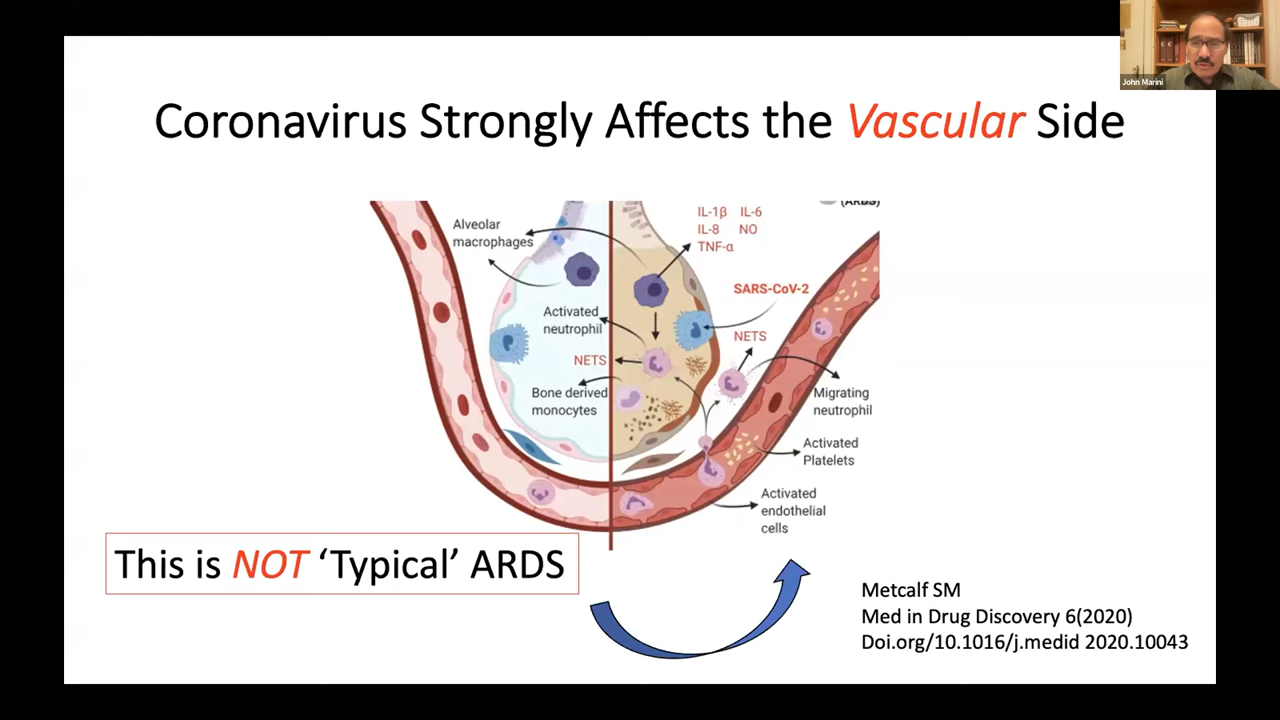 John Marini
Coronavirus Strongly Affects the Vascular Side
(ARDS)
Alveolar
macrophages
IL-1β IL-6
IL-8 NO
TNF-α
SARS-CoV-2
Activated
neutrophil
NETS
NETS
Bone derived
monocytes
Migrating
neutrophil
Activated
Platelets
Activated
endothelial
cells
This is NOT ‘Typical’ ARDS
Metcalf SM
Med in Drug Discovery 6(2020)
Doi.org/10.1016/j.medid 2020.10043